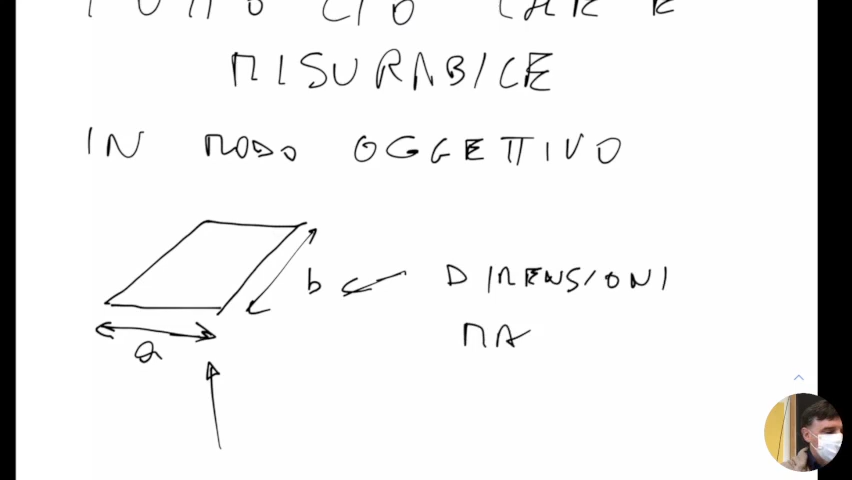 MISURABILE
IN MODO OGGETTIVO
b
DIMENSIONI
a
MA